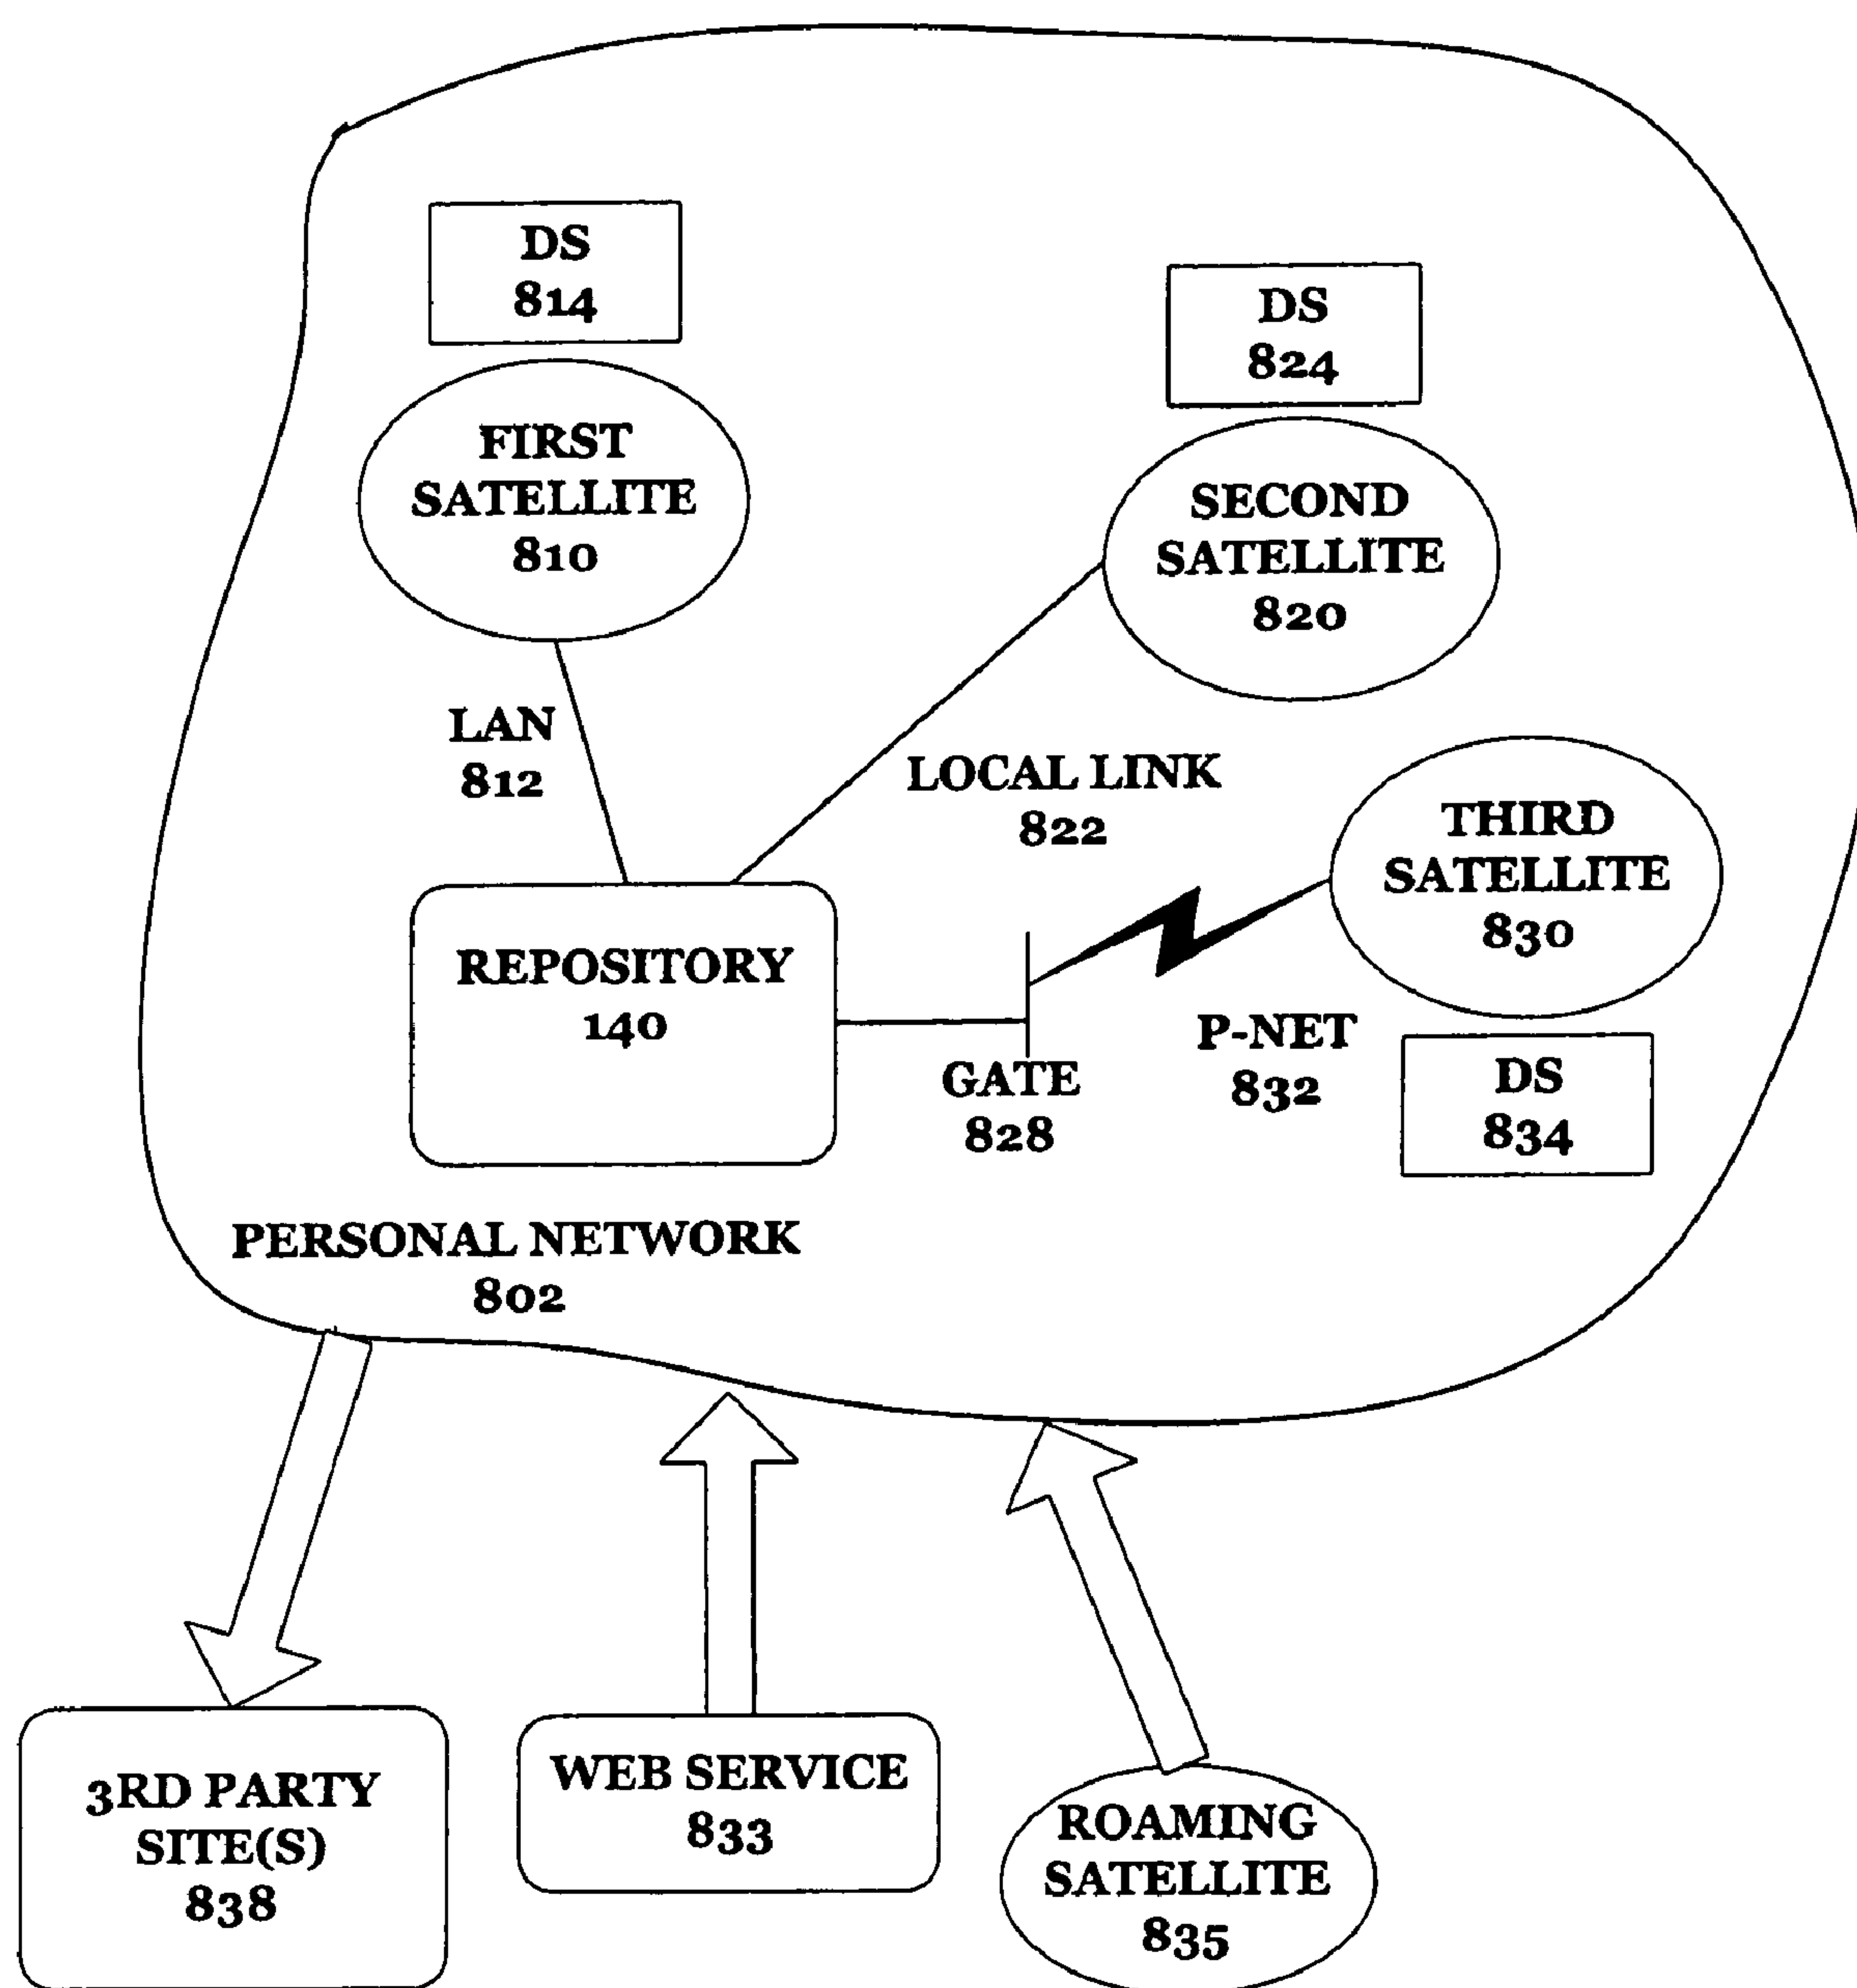 DS
814
FIRST
SATELLITE
810
DS
824
SECOND
SATELLITE
820
LAN
812
LOCAL LINK
822
THIRD
SATELLITE
830
REPOSITORY
140
GATE
828
P-NET
832
DS
834
PERSONAL NETWORK
802
3RD PARTY
SITE(S)
838
WEB SERVICE
833
ROAMING
SATELLITE
835